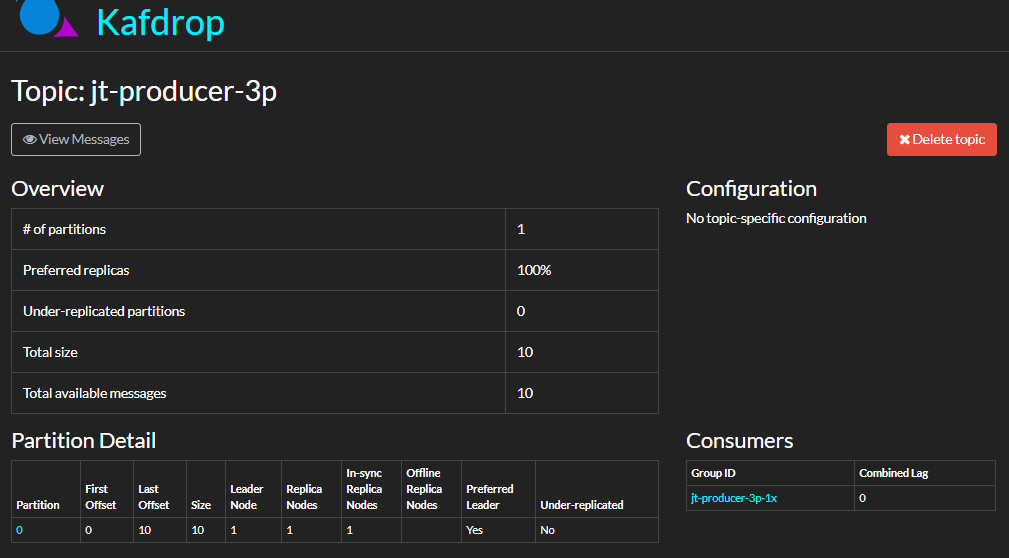 Kafdrop
Topic: jt-producer-3p
View Messages
Delete topic
Overview
# of partitions 1
Preferred replicas 100%
Under-replicated partitions 0
Total size 10
Total available messages 10
Configuration
No topic-specific configuration
Partition Detail
Partition First Offset Last Offset Size Leader Node Replica Nodes In-sync Replica Nodes Offline Replica Nodes Preferred Leader Under-replicated
0 0 10 10 1 1 1 Yes No
Consumers
Group ID Combined Lag
jt-producer-3p-1x 0